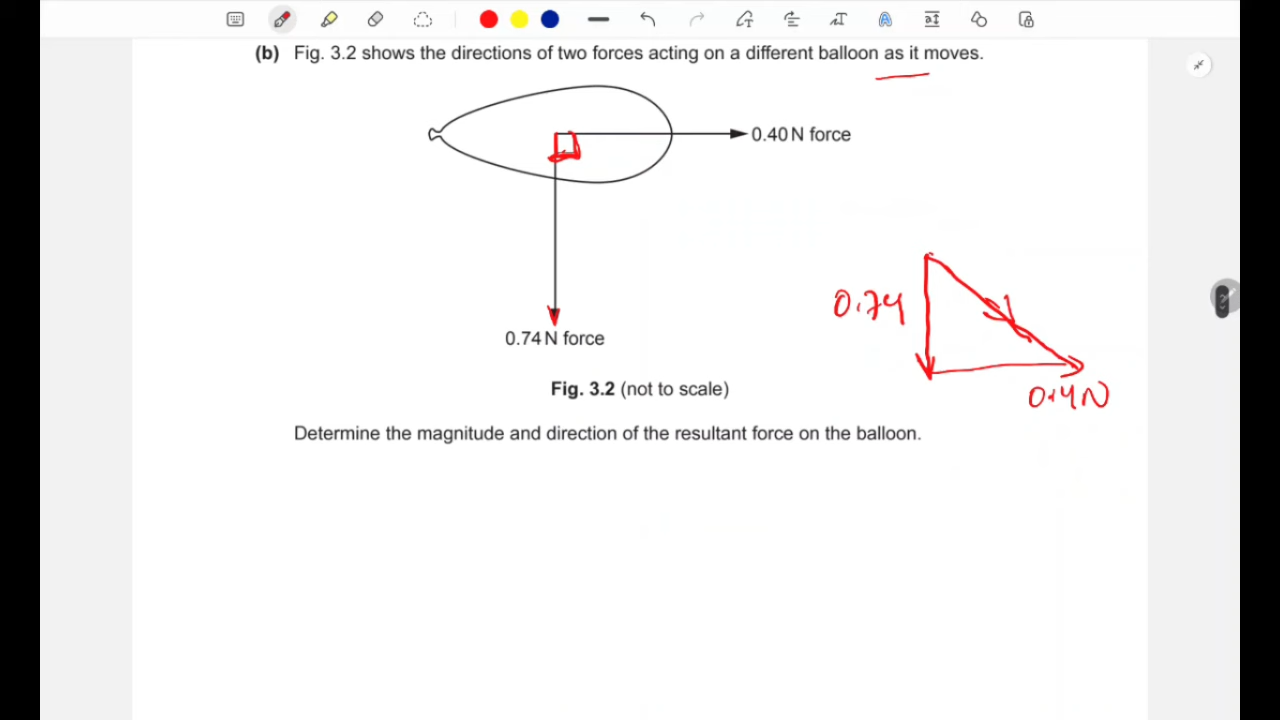 (b) Fig. 3.2 shows the directions of two forces acting on a different balloon as it moves.
0.40 N force
0.74
0.74 N force
Fig. 3.2 (not to scale)
0.4N
Determine the magnitude and direction of the resultant force on the balloon.